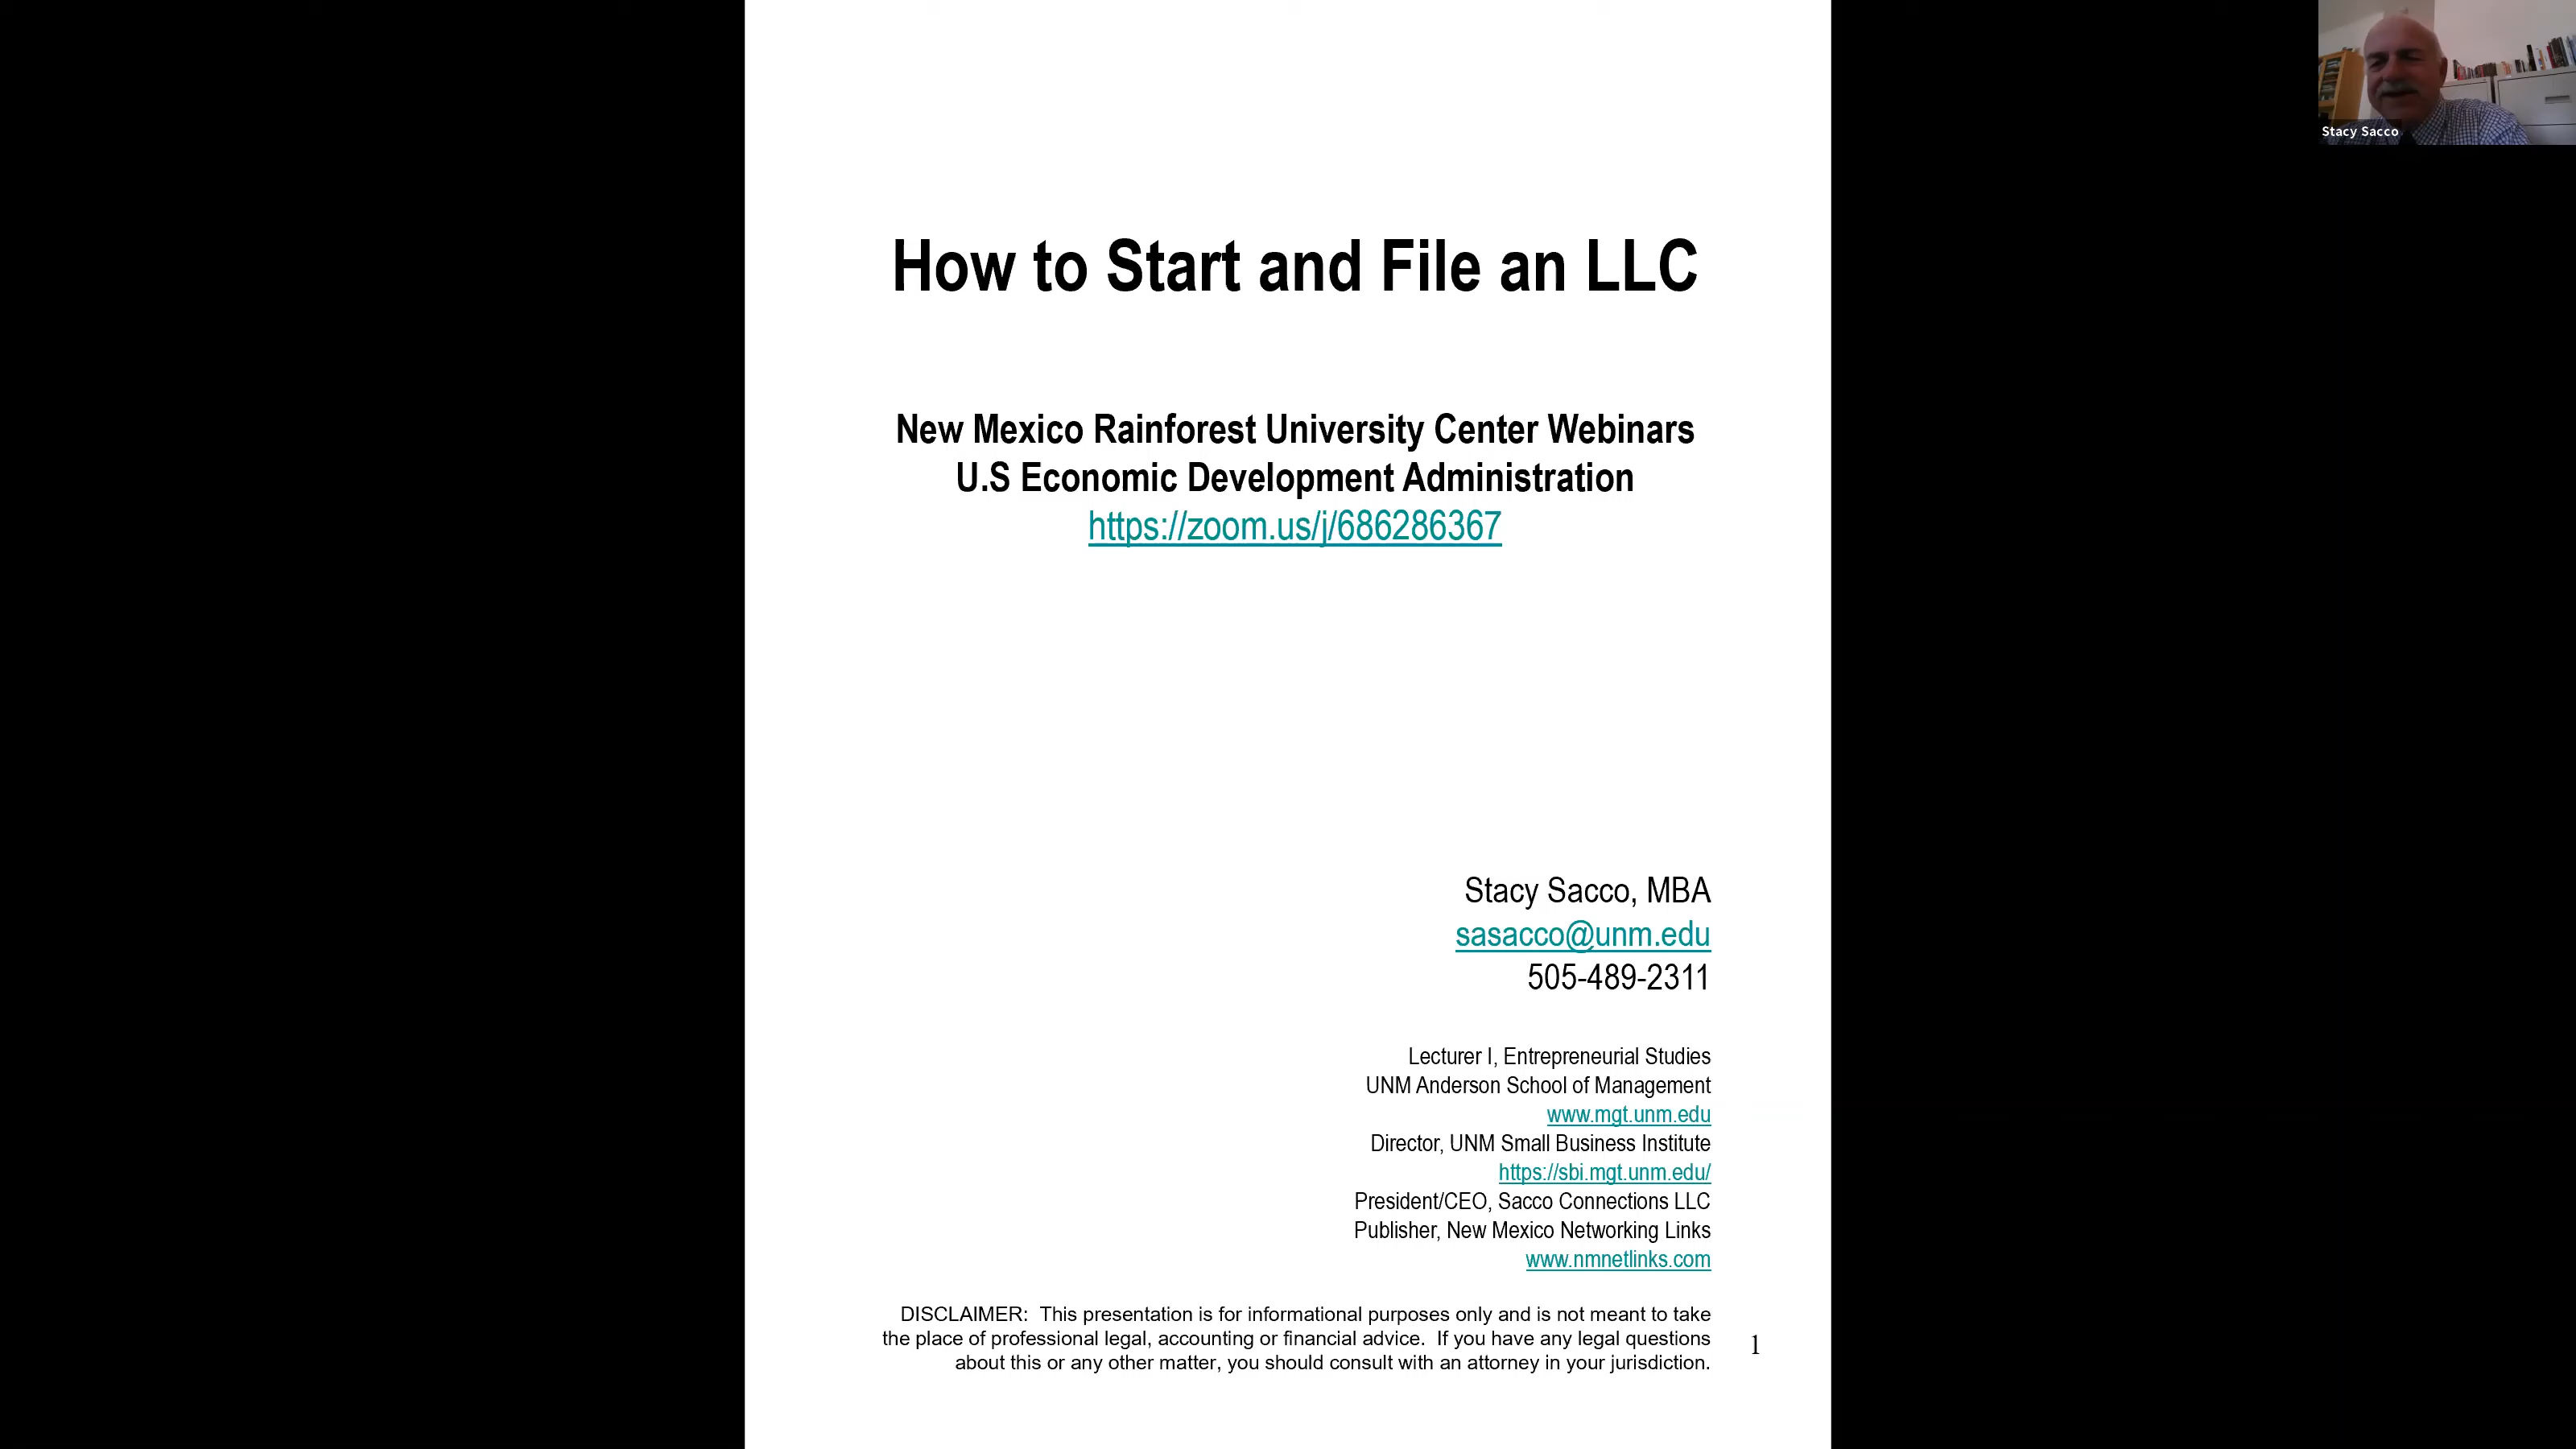 How to Start and File an LLC
New Mexico Rainforest University Center Webinars
U.S Economic Development Administration
https://zoom.us/j/686286367
Stacy Sacco, MBA
sasacco@unm.edu
505-489-2311
Lecturer I, Entrepreneurial Studies
UNM Anderson School of Management
www.mgt.unm.edu
Director, UNM Small Business Institute
https://sbi.mgt.unm.edu/
President/CEO, Sacco Connections LLC
Publisher, New Mexico Networking Links
www.nmnetlinks.com
DISCLAIMER:  This presentation is for informational purposes only and is not meant to take
the place of professional legal, accounting or financial advice.  If you have any legal questions
about this or any other matter, you should consult with an attorney in your jurisdiction.
1
Stacy Sacco